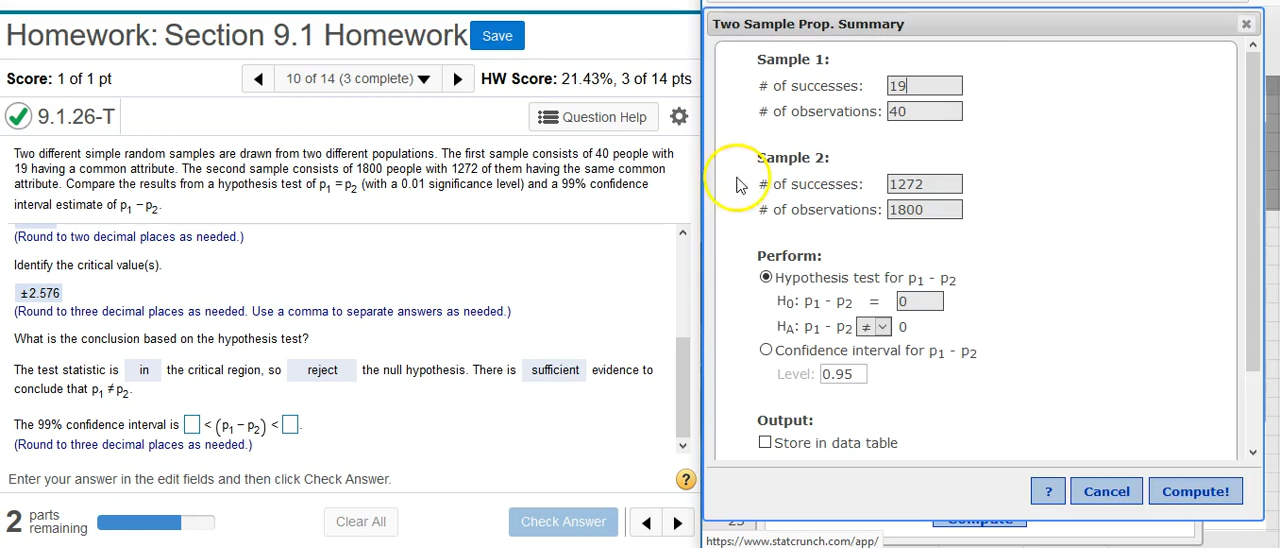 Homework: Section 9.1 Homework
Save
Score: 1 of 1 pt
10 of 14 (3 complete)
HW Score: 21.43%, 3 of 14 pts
9.1.26-T
Question Help
Two different simple random samples are drawn from two different populations. The first sample consists of 40 people with
19 having a common attribute. The second sample consists of 1800 people with 1272 of them having the same common
attribute. Compare the results from a hypothesis test of p1 = p2 (with a 0.01 significance level) and a 99% confidence
interval estimate of p1 − p2.
(Round to two decimal places as needed.)
Identify the critical value(s).
±2.576
(Round to three decimal places as needed. Use a comma to separate answers as needed.)
What is the conclusion based on the hypothesis test?
The test statistic is in the critical region, so reject the null hypothesis. There is sufficient evidence to
conclude that p1 ≠ p2.
The 99% confidence interval is < (p1 − p2) < .
(Round to three decimal places as needed.)
Enter your answer in the edit fields and then click Check Answer.
?
2 parts
remaining
Clear All
Check Answer
Two Sample Prop. Summary
Sample 1:
# of successes: 19
# of observations: 40
Sample 2:
# of successes: 1272
# of observations: 1800
Perform:
Hypothesis test for p1 - p2
H0: p1 - p2 = 0
HA: p1 - p2 ≠ 0
Confidence interval for p1 - p2
Level: 0.95
Output:
Store in data table
?
Cancel
Compute!
https://www.statcrunch.com/app/